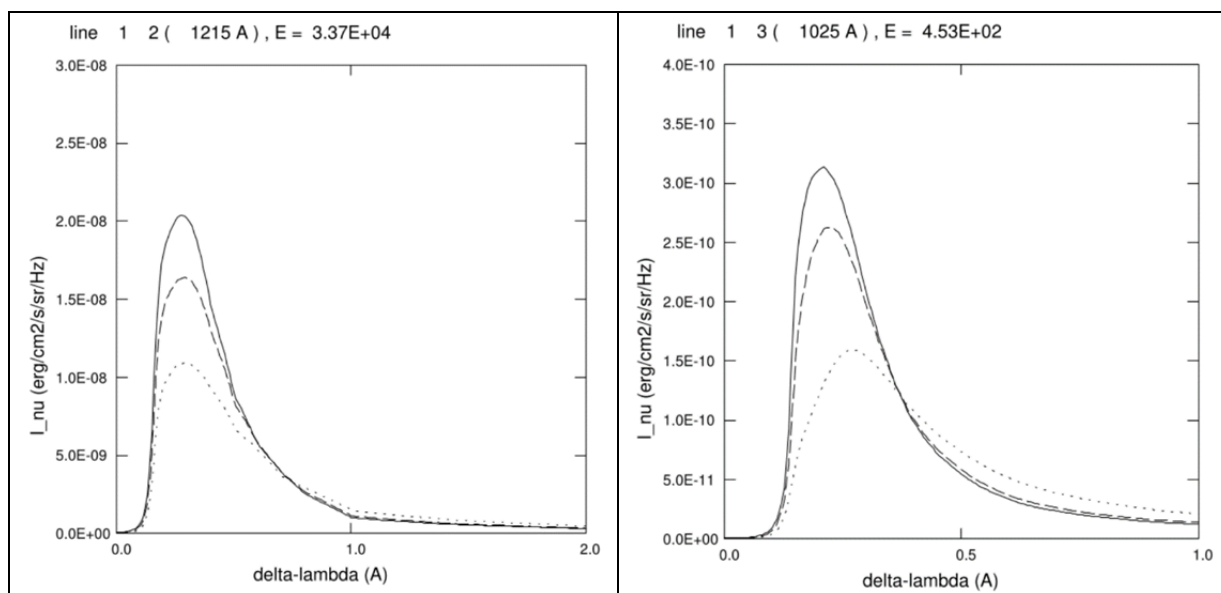 line 1 2 ( 1215 A ) , E = 3.37E+04
3.0E-08
2.5E-08
2.0E-08
1.5E-08
1.0E-08
5.0E-09
0.0E+00
I_nu (erg/cm2/s/sr/Hz)
0.0 1.0 2.0
delta-lambda (A)
line 1 3 ( 1025 A ) , E = 4.53E+02
4.0E-10
3.5E-10
3.0E-10
2.5E-10
2.0E-10
1.5E-10
1.0E-10
5.0E-11
0.0E+00
I_nu (erg/cm2/s/sr/Hz)
0.0 0.5 1.0
delta-lambda (A)